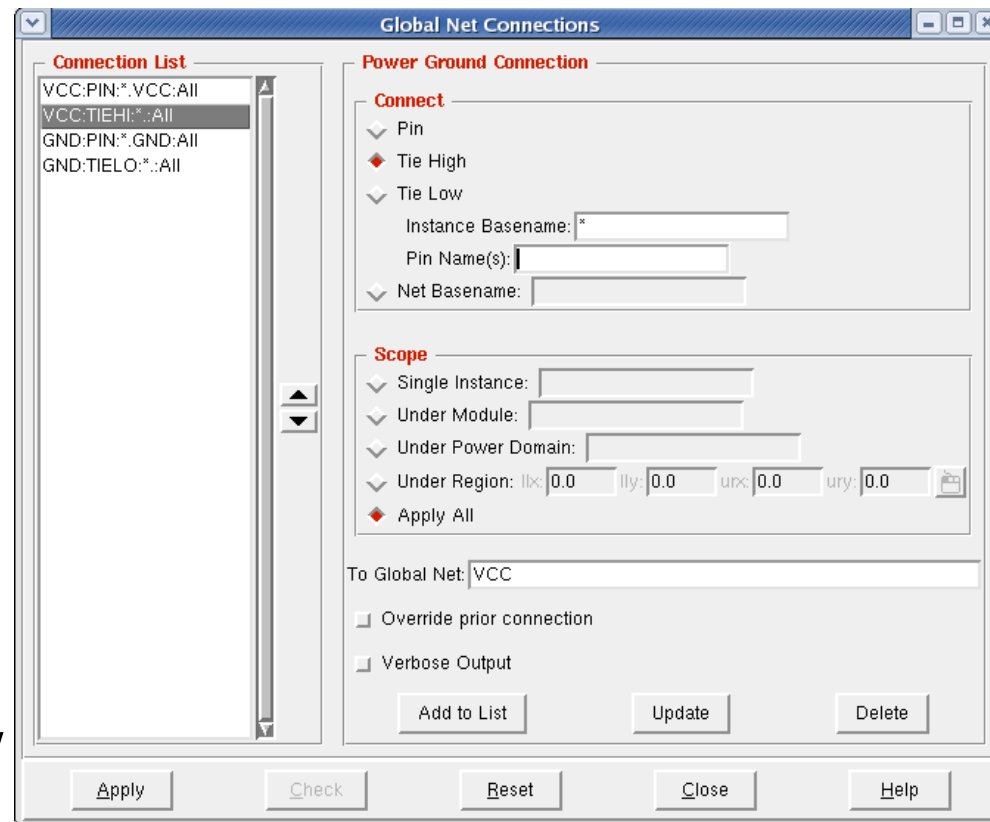 Global Net Connections
Connection List
VCC:PIN:*.VCC:All
VCC:TIEHI:*.:All
GND:PIN:*.GND:All
GND:TIELO:*.:All
Power Ground Connection
Connect
Pin
Tie High
Tie Low
Instance Basename: *
Pin Name(s):
Net Basename:
Scope
Single Instance:
Under Module:
Under Power Domain:
Under Region: llx: 0.0 lly: 0.0 urx: 0.0 ury: 0.0
Apply All
To Global Net: VCC
Override prior connection
Verbose Output
Add to List Update Delete
Apply Check Reset Close Help